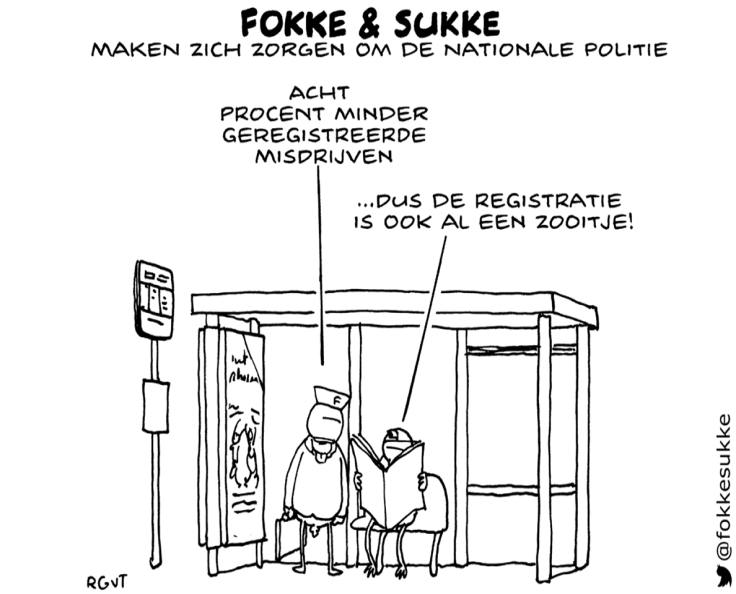 FOKKE & SUKKE
MAKEN ZICH ZORGEN OM DE NATIONALE POLITIE
ACHT
PROCENT MINDER
GEREGISTREERDE
MISDRIJVEN
...DUS DE REGISTRATIE
IS OOK AL EEN ZOOITJE!
F
RGvT
@fokkesukke